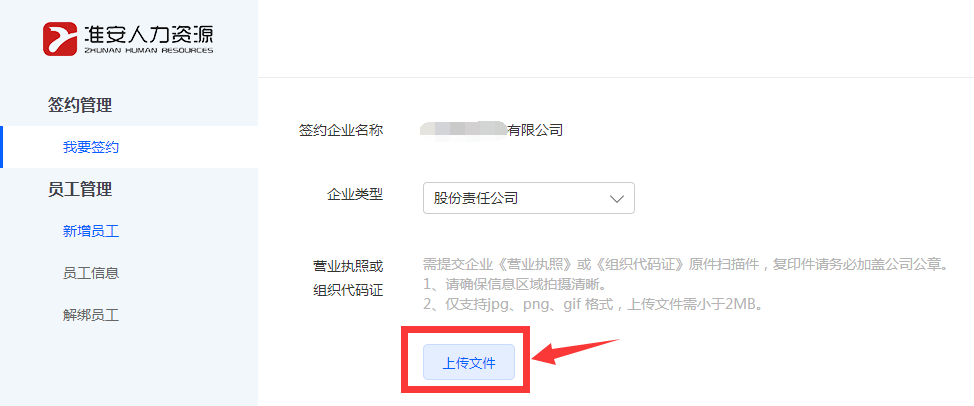 准安人力资源
ZHUNAN HUMAN RESOURCES
签约管理
我要签约
员工管理
新增员工
员工信息
解绑员工
签约企业名称
有限公司
企业类型
股份责任公司
营业执照或
组织代码证
需提交企业《营业执照》或《组织代码证》原件扫描件，复印件请务必加盖公司公章。
1、请确保信息区域拍摄清晰。
2、仅支持jpg、png、gif 格式，上传文件需小于2MB。
上传文件